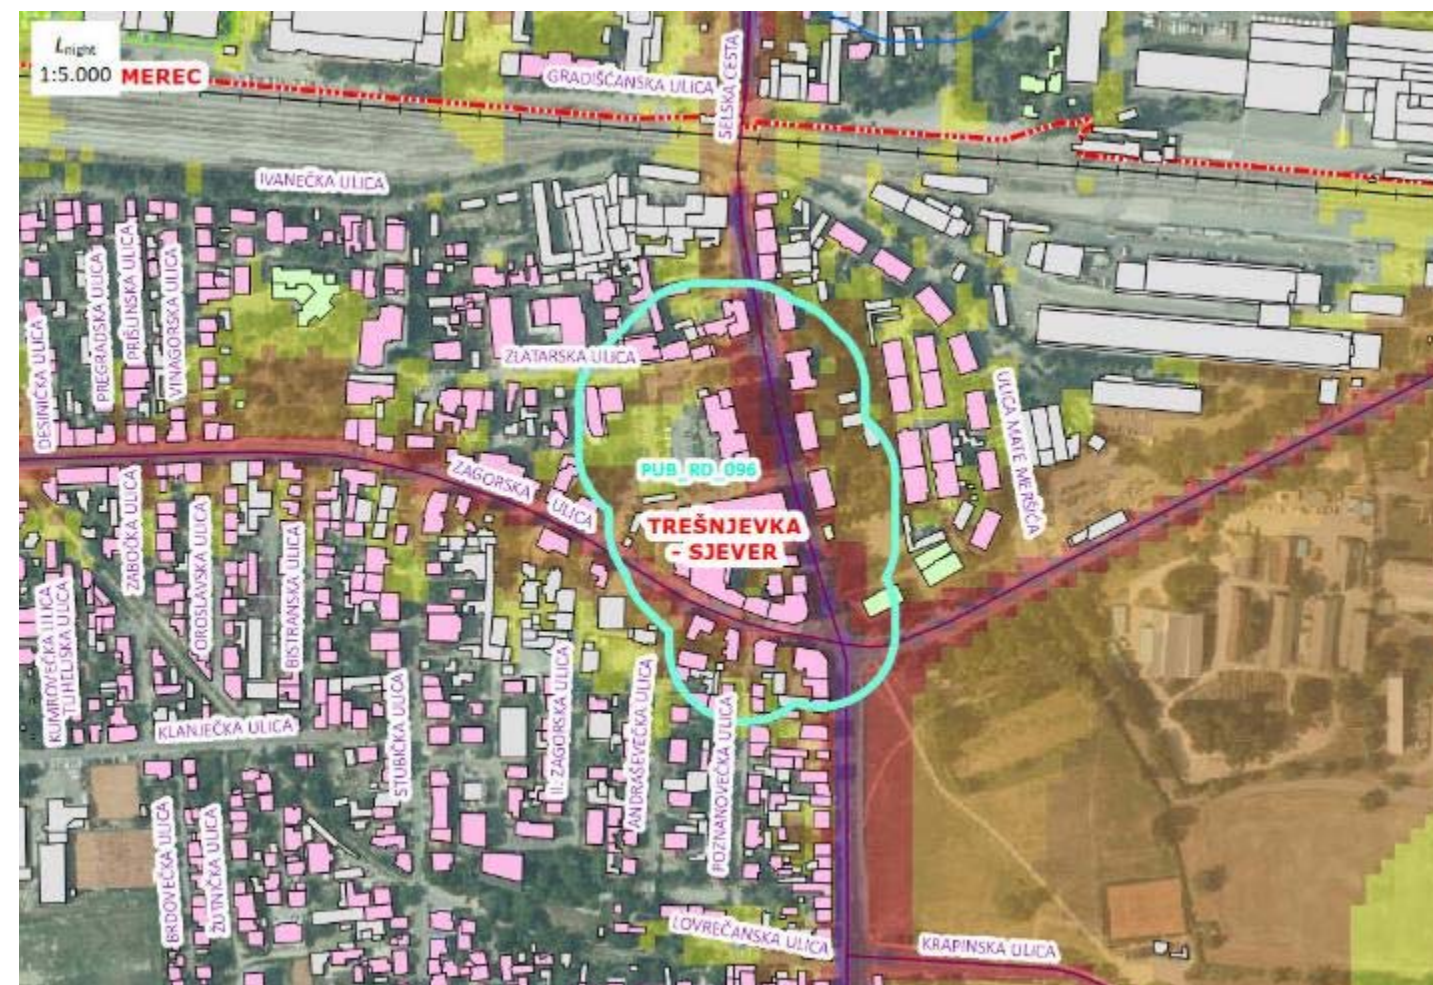 Lnight
1:5.000
MEREC
GRADIŠĆANSKA ULICA
SELSKA CESTA
IVANEČKA ULICA
DESINIČKA ULICA
PREGRADSKA ULICA
PRIŠLINSKA ULICA
VINAGORSKA ULICA
ZLATARSKA ULICA
ULICA MATE MERŠIĆA
ZAGORSKA
ULICA
PUB_RD_096
TREŠNJEVKA
- SJEVER
ZABOČKA ULICA
OROSLAVSKA ULICA
BISTRANSKA ULICA
KUMROVEČKA ULICA
TUHELJSKA ULICA
KLANJEČKA ULICA
STUBIČKA ULICA
II. ZAGORSKA ULICA
ANDRAŠEVEČKA ULICA
POZNANOVEČKA ULICA
BRDOVEČKA ULICA
ŽUTNIČKA ULICA
LOVREČANSKA ULICA
KRAPINSKA ULICA